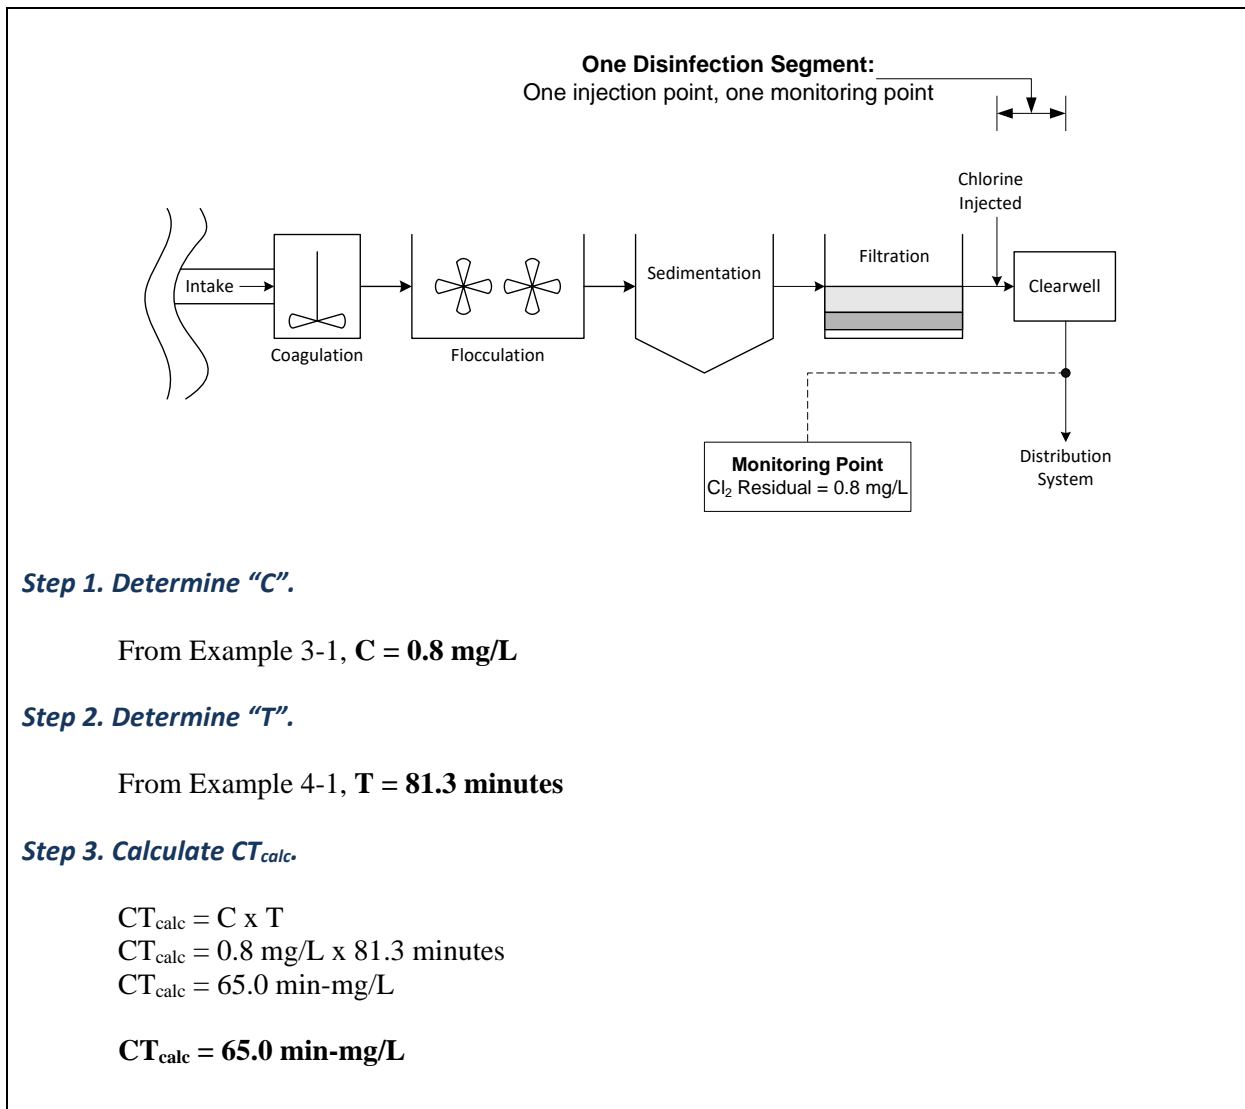 One Disinfection Segment:
One injection point, one monitoring point
Chlorine
Injected
Intake
Coagulation
Flocculation
Sedimentation
Filtration
Clearwell
Monitoring Point
Cl₂ Residual = 0.8 mg/L
Distribution
System
Step 1. Determine “C”.
From Example 3-1, C = 0.8 mg/L
Step 2. Determine “T”.
From Example 4-1, T = 81.3 minutes
Step 3. Calculate CTcalc.
CTcalc = C x T
CTcalc = 0.8 mg/L x 81.3 minutes
CTcalc = 65.0 min-mg/L
CTcalc = 65.0 min-mg/L